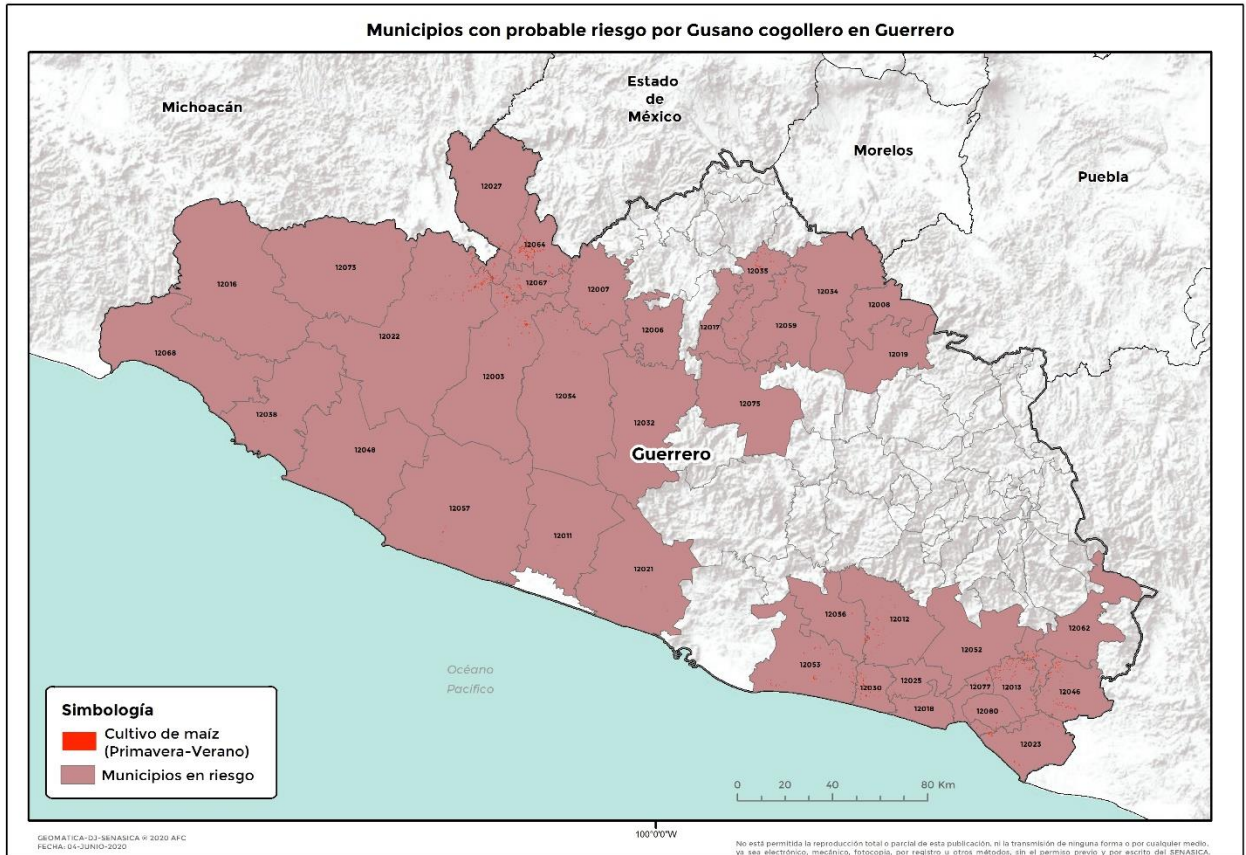 Municipios con probable riesgo por Gusano cogollero en Guerrero
Michoacán
Estado
de
México
Morelos
Puebla
12027
12064
12035
12016
12073
12067
12007
12034
12008
12006
12017
12059
12022
12019
12068
12003
12054
12075
12038
12032
12048
Guerrero
12057
12011
12021
12056
12012
12062
12052
12053
12030
12025
12077
12013
12046
12018
12080
12023
Océano
Pacífico
Simbología
Cultivo de maíz
(Primavera-Verano)
Municipios en riesgo
0 20 40 80 Km
GEOMATICA-DJ-SENASICA ® 2020 AFC
FECHA: 04-JUNIO-2020
100°0'0"W
No está permitida la reproducción total o parcial de esta publicación, ni la transmisión de ninguna forma o por cualquier medio,
ya sea electrónico, mecánico, fotocopia, por registro u otros métodos, sin el permiso previo y por escrito del SENASICA.